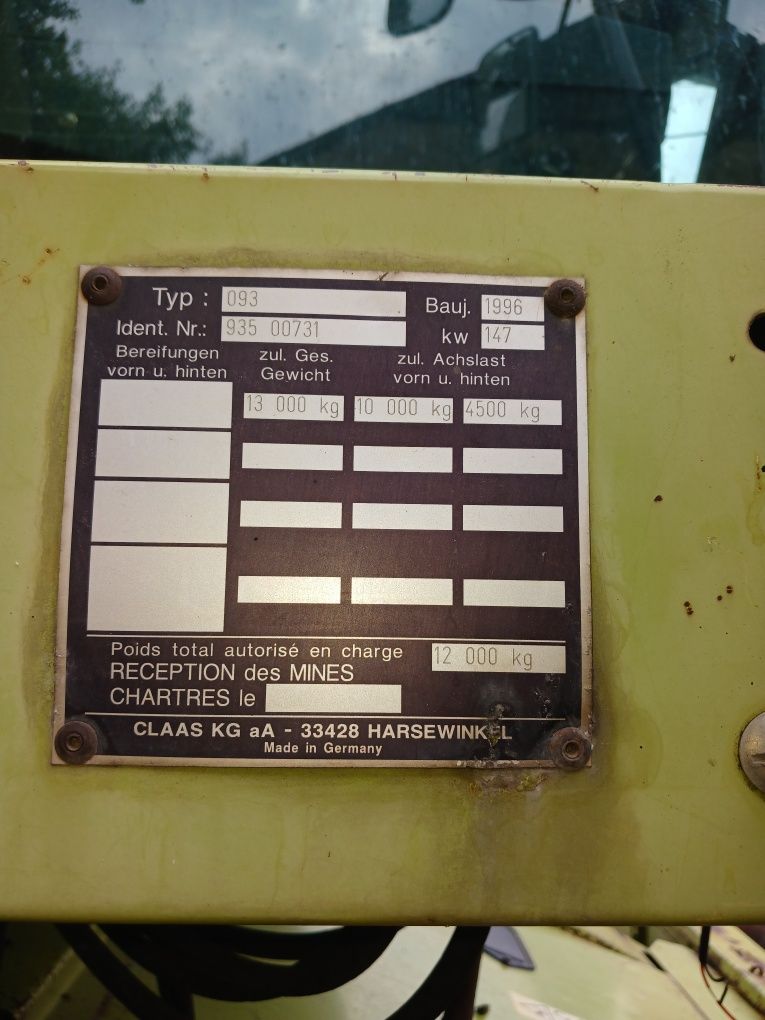 Typ : 093 Bauj. 1996
Ident. Nr.: 935 00731 kw 147
Bereifungen zul. Ges. zul. Achslast
vorn u. hinten Gewicht vorn u. hinten
13 000 kg 10 000 kg 4500 kg
Poids total autorisé en charge 12 000 kg
RECEPTION des MINES
CHARTRES le
CLAAS KG aA - 33428 HARSEWINKEL
Made in Germany